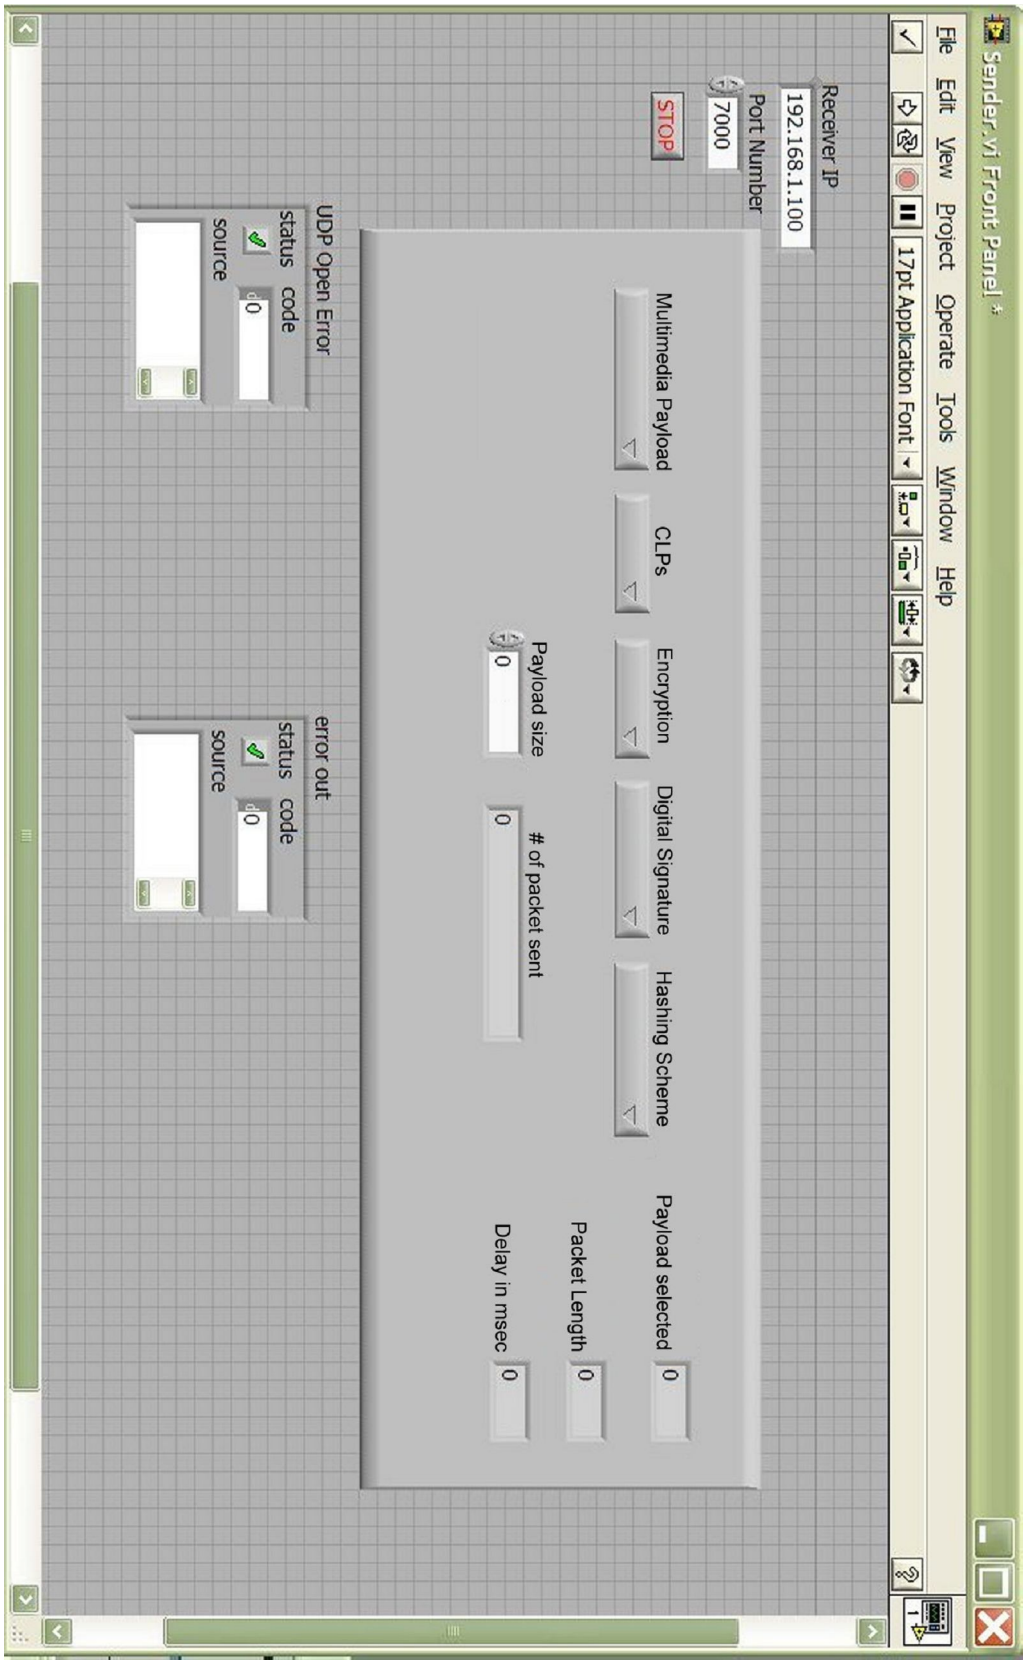 Sender.vi Front Panel *
File Edit View Project Operate Tools Window Help
17pt Application Font
Receiver IP
192.168.1.100
Port Number
7000
STOP
Multimedia Payload CLPs Encryption Digital Signature Hashing Scheme
Payload selected 0
Packet Length 0
Delay in msec 0
Payload size # of packet sent
0 0
UDP Open Error
status code
d0
source
error out
status code
d0
source